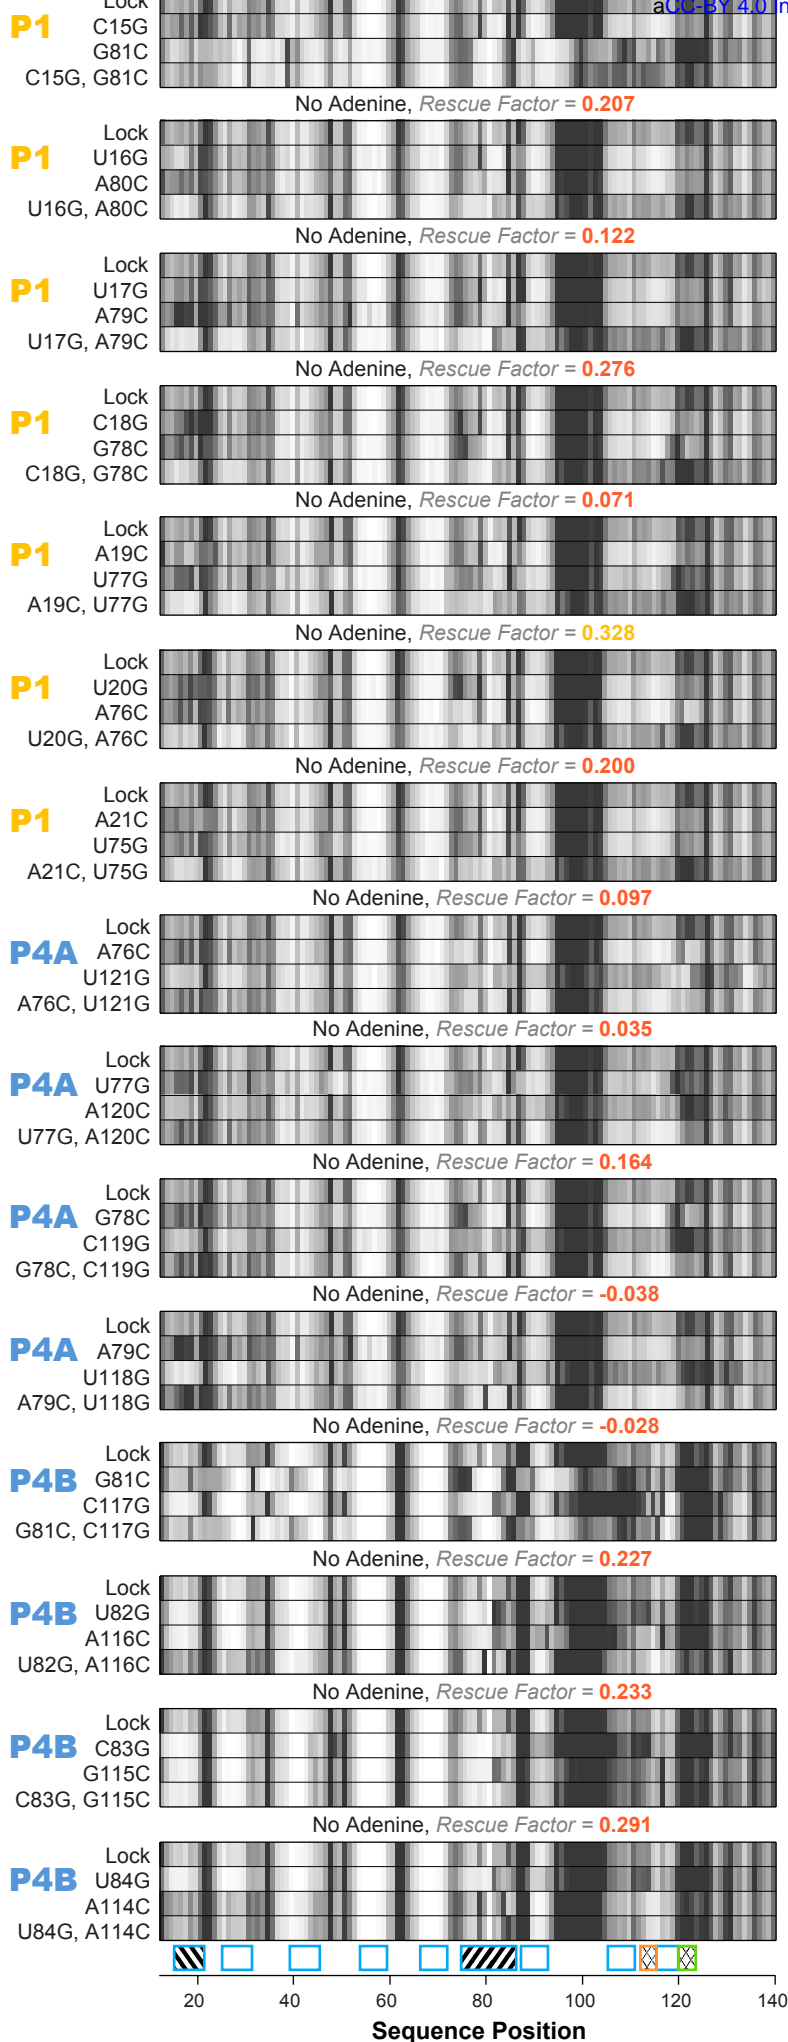 Lock
aCC-BY 4.0 In
P1
C15G
G81C
C15G, G81C
No Adenine, Rescue Factor = 0.207
Lock
P1
U16G
A80C
U16G, A80C
No Adenine, Rescue Factor = 0.122
Lock
P1
U17G
A79C
U17G, A79C
No Adenine, Rescue Factor = 0.276
Lock
P1
C18G
G78C
C18G, G78C
No Adenine, Rescue Factor = 0.071
Lock
P1
A19C
U77G
A19C, U77G
No Adenine, Rescue Factor = 0.328
Lock
P1
U20G
A76C
U20G, A76C
No Adenine, Rescue Factor = 0.200
Lock
P1
A21C
U75G
A21C, U75G
No Adenine, Rescue Factor = 0.097
Lock
P4A
A76C
U121G
A76C, U121G
No Adenine, Rescue Factor = 0.035
Lock
P4A
U77G
A120C
U77G, A120C
No Adenine, Rescue Factor = 0.164
Lock
P4A
G78C
C119G
G78C, C119G
No Adenine, Rescue Factor = -0.038
Lock
P4A
A79C
U118G
A79C, U118G
No Adenine, Rescue Factor = -0.028
Lock
P4B
G81C
C117G
G81C, C117G
No Adenine, Rescue Factor = 0.227
Lock
P4B
U82G
A116C
U82G, A116C
No Adenine, Rescue Factor = 0.233
Lock
P4B
C83G
G115C
C83G, G115C
No Adenine, Rescue Factor = 0.291
Lock
P4B
U84G
A114C
U84G, A114C
20 40 60 80 100 120 140
Sequence Position